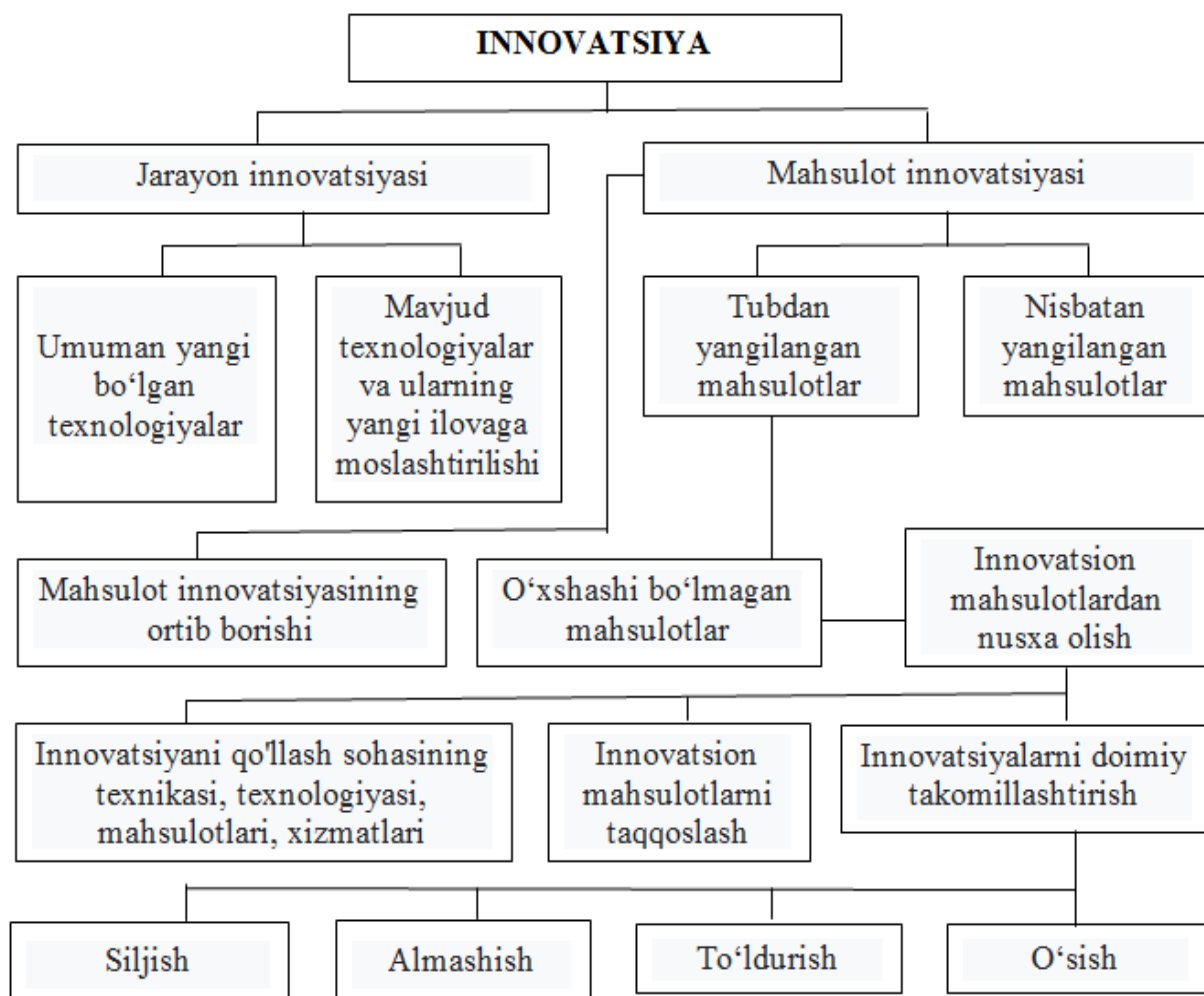 INNOVATSIYA
Jarayon innovatsiyasi
Mahsulot innovatsiyasi
Umuman yangi
bo‘lgan
texnologiyalar
Mavjud
texnologiyalar
va ularning
yangi ilovaga
moslashtirilishi
Tubdan
yangilangan
mahsulotlar
Nisbatan
yangilangan
mahsulotlar
Mahsulot innovatsiyasining
ortib borishi
O‘xshashi bo‘lmagan
mahsulotlar
Innovatsion
mahsulotlardan
nusxa olish
Innovatsiyani qo'llash sohasining
texnikasi, texnologiyasi,
mahsulotlari, xizmatlari
Innovatsion
mahsulotlarni
taqqoslash
Innovatsiyalarni doimiy
takomillashtirish
Siljish
Almashish
To‘ldurish
O‘sish